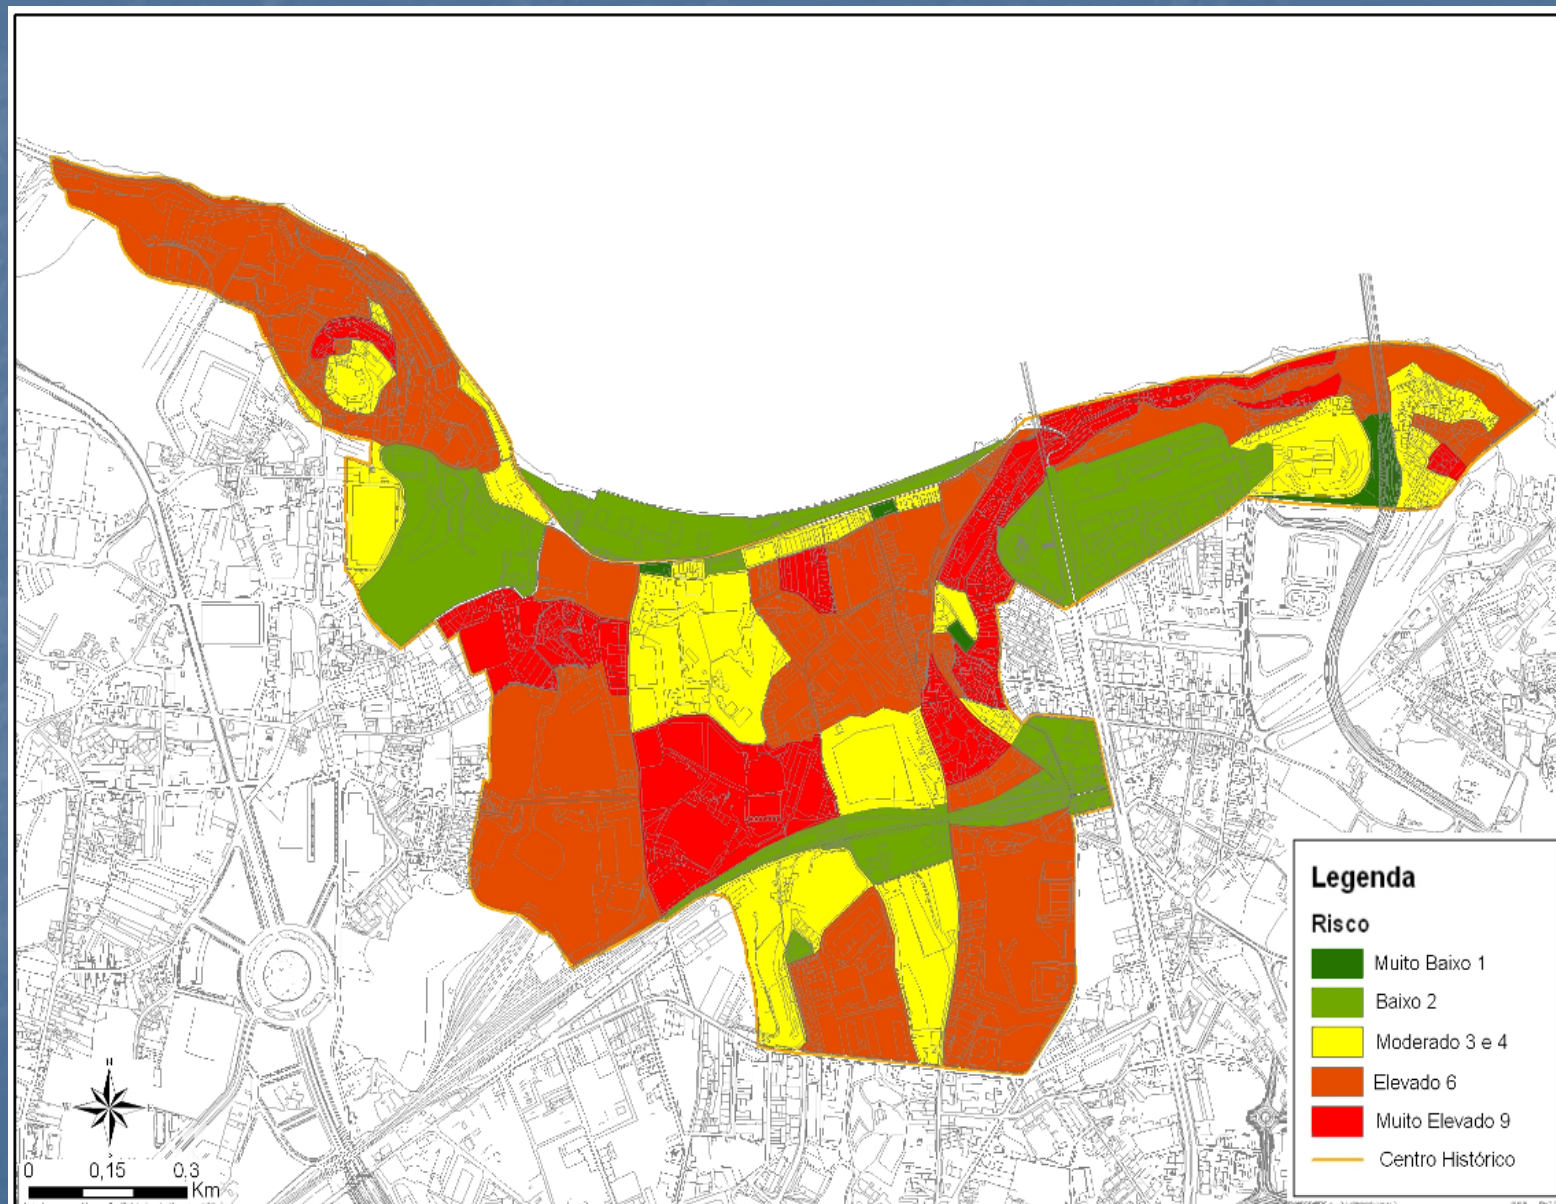 Legenda
Risco
Muito Baixo 1
Baixo 2
Moderado 3 e 4
Elevado 6
Muito Elevado 9
Centro Histórico
N
0 0,15 0.3
Km